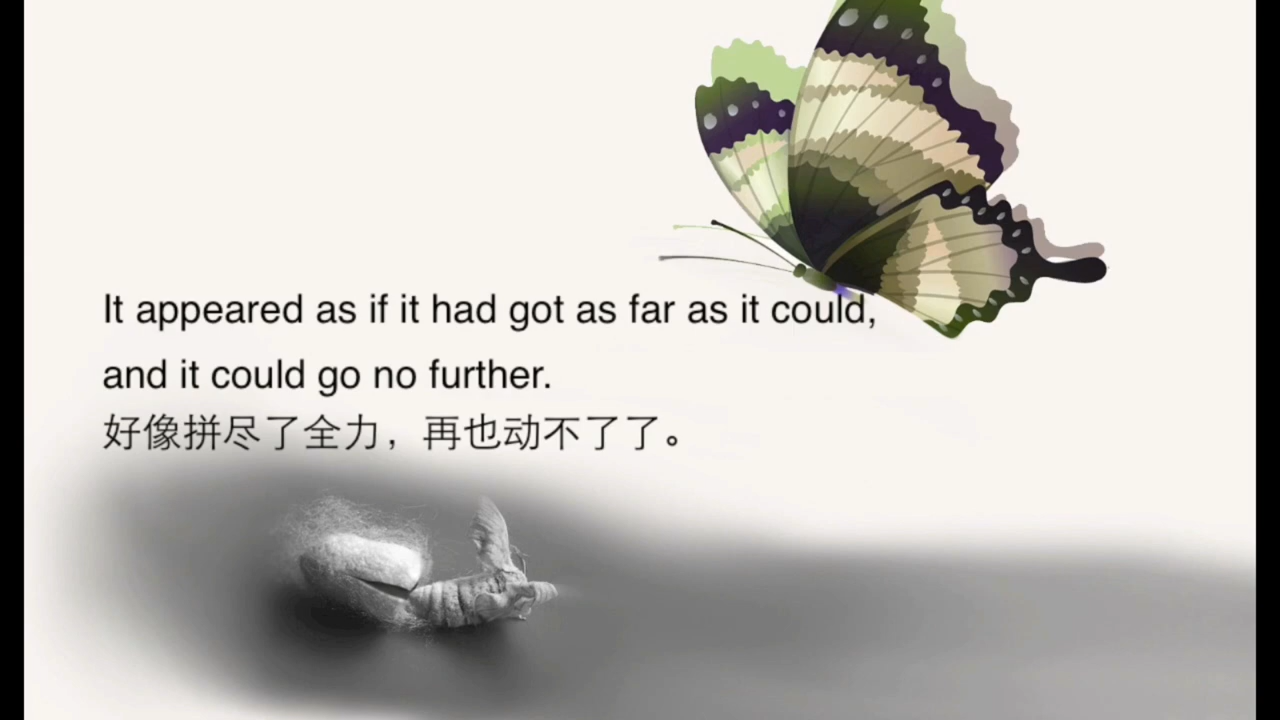 It appeared as if it had got as far as it could,
and it could go no further.
好像拼尽了全力，再也动不了了。